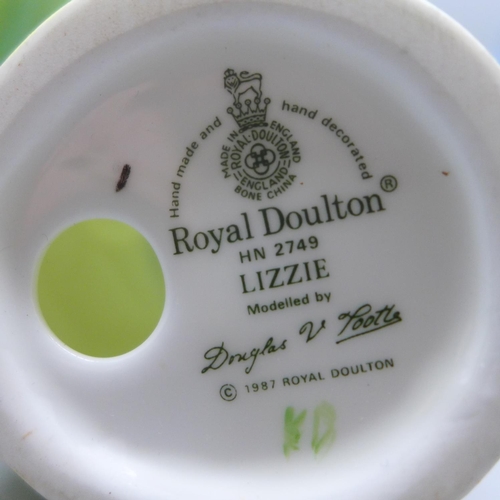 Hand made and hand decorated
MADE IN ENGLAND
ROYAL·DOULTON
ENGLAND
BONE CHINA
Royal Doulton®
HN 2749
LIZZIE
Modelled by
Douglas V Tootle
© 1987 ROYAL DOULTON
KD